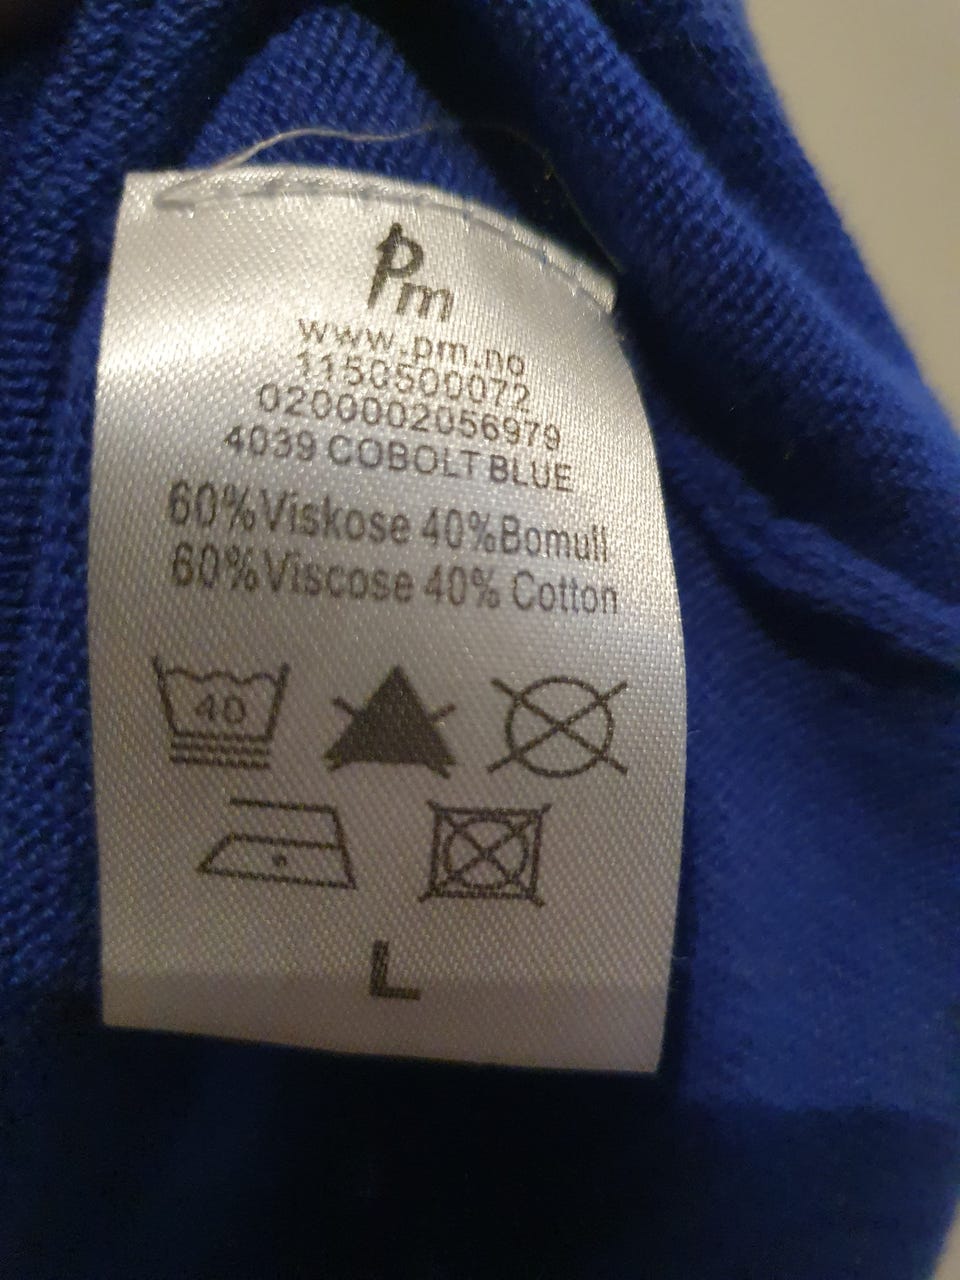 Pm
www.pm.no
1150500072
0200002056979
4039 COBOLT BLUE
60%Viskose 40%Bomull
60%Viscose 40% Cotton
40
L